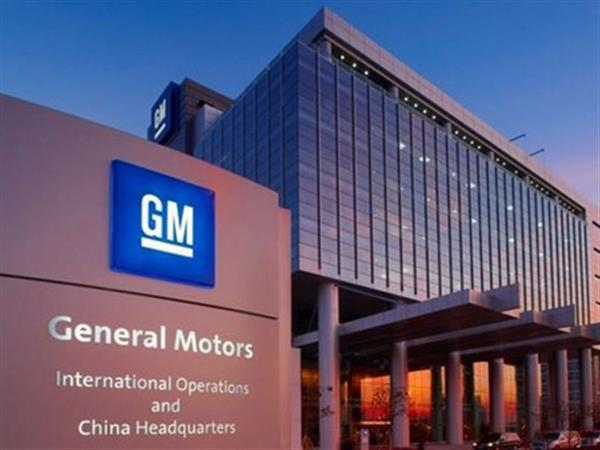 GM
GM
General Motors
International Operations
and
China Headquarters